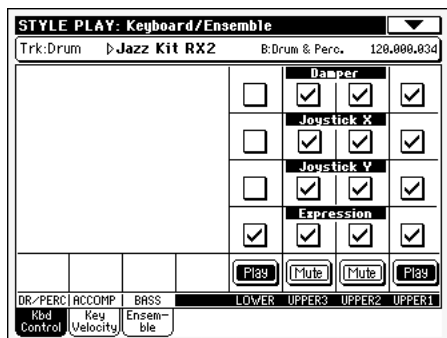 STYLE PLAY: Keyboard/Ensemble
Trk:Drum ▷Jazz Kit RX2 B:Drum & Perc. 120.000.034
Damper
Joystick X
Joystick Y
Expression
Play Mute Mute Play
DR/PERC ACCOMP BASS LOWER UPPER3 UPPER2 UPPER1
Kbd Control
Key Velocity
Ensem-ble